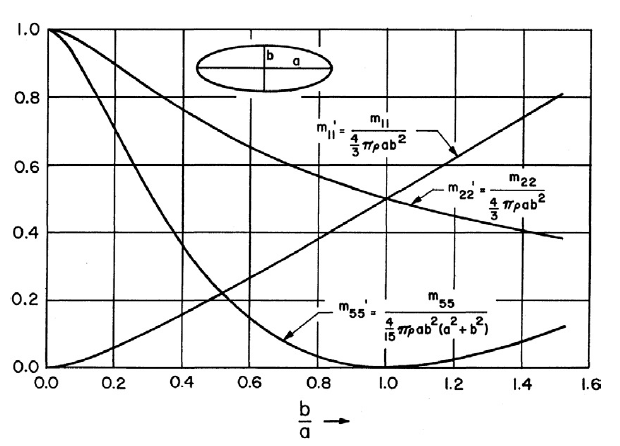 1.0
b
a
0.8
m₁₁' = m₁₁ / (4/3 πρab²)
0.6
m₂₂' = m₂₂ / (4/3 πρab²)
0.4
0.2
m₅₅' = m₅₅ / (4/15 πρab²(a²+b²))
0.0
0.0 0.2 0.4 0.6 0.8 1.0 1.2 1.4 1.6
b/a →